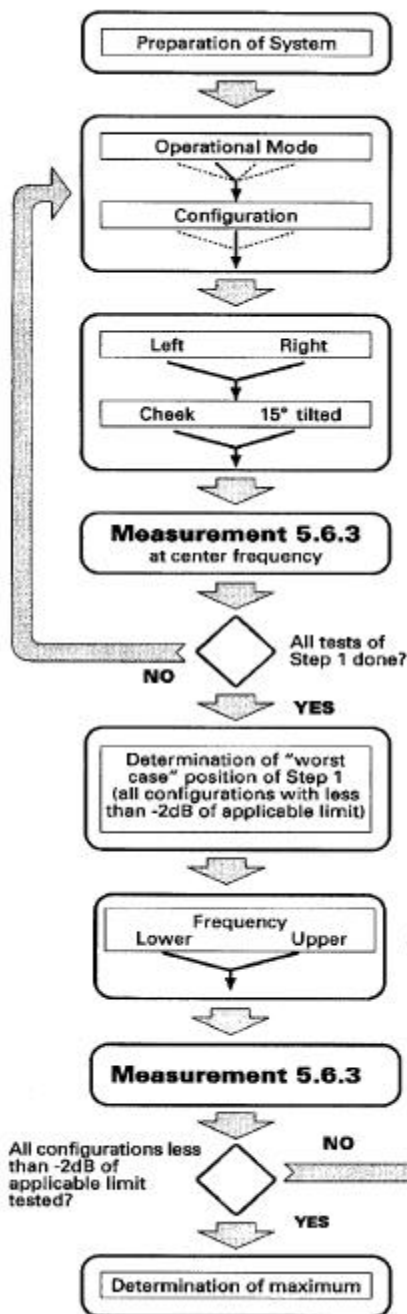 Preparation of System
Operational Mode
Configuration
Left Right
Cheek 15° tilted
Measurement 5.6.3
at center frequency
All tests of
Step 1 done?
NO
YES
Determination of "worst
case" position of Step 1
(all configurations with less
than -2dB of applicable limit)
Frequency
Lower Upper
Measurement 5.6.3
All configurations less
than -2dB of
applicable limit
tested?
NO
YES
Determination of maximum